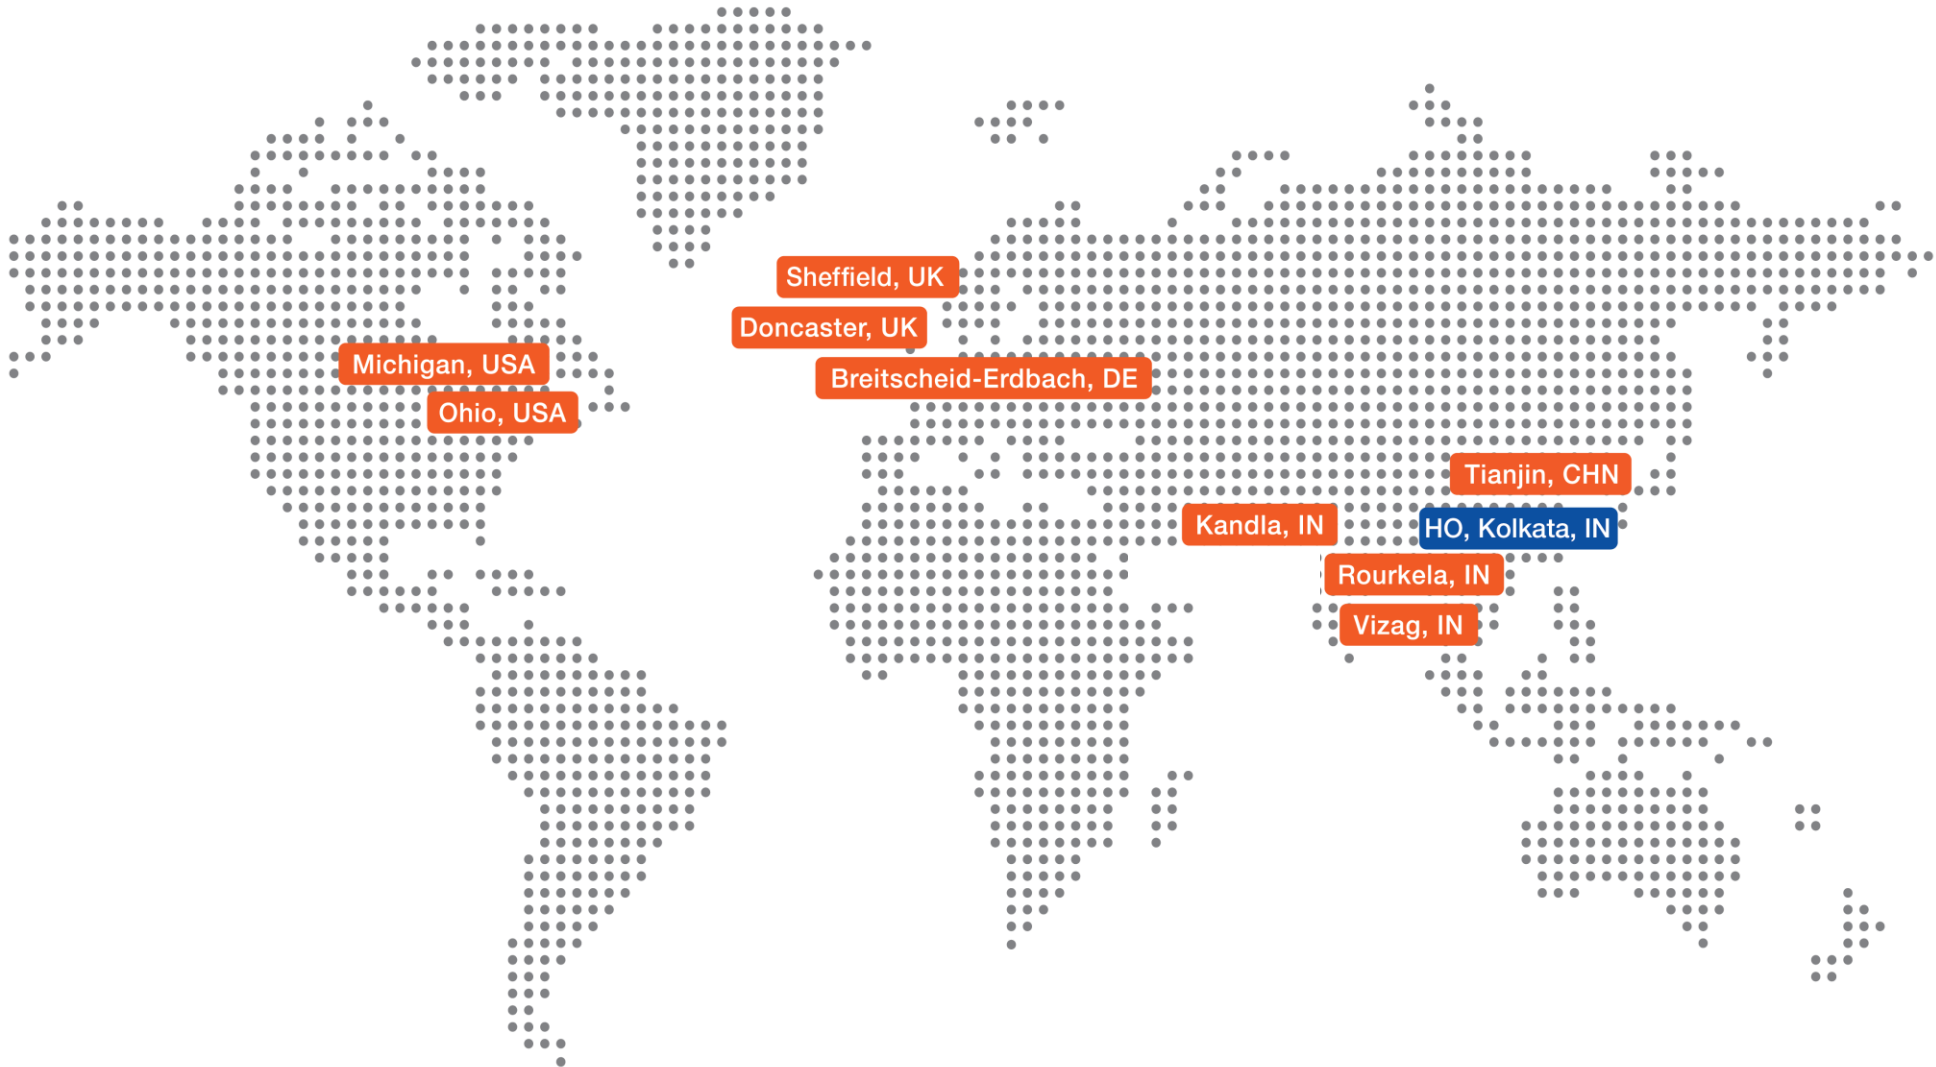 Sheffield, UK
Doncaster, UK
Michigan, USA
Breitscheid-Erdbach, DE
Ohio, USA
Tianjin, CHN
Kandla, IN
HO, Kolkata, IN
Rourkela, IN
Vizag, IN